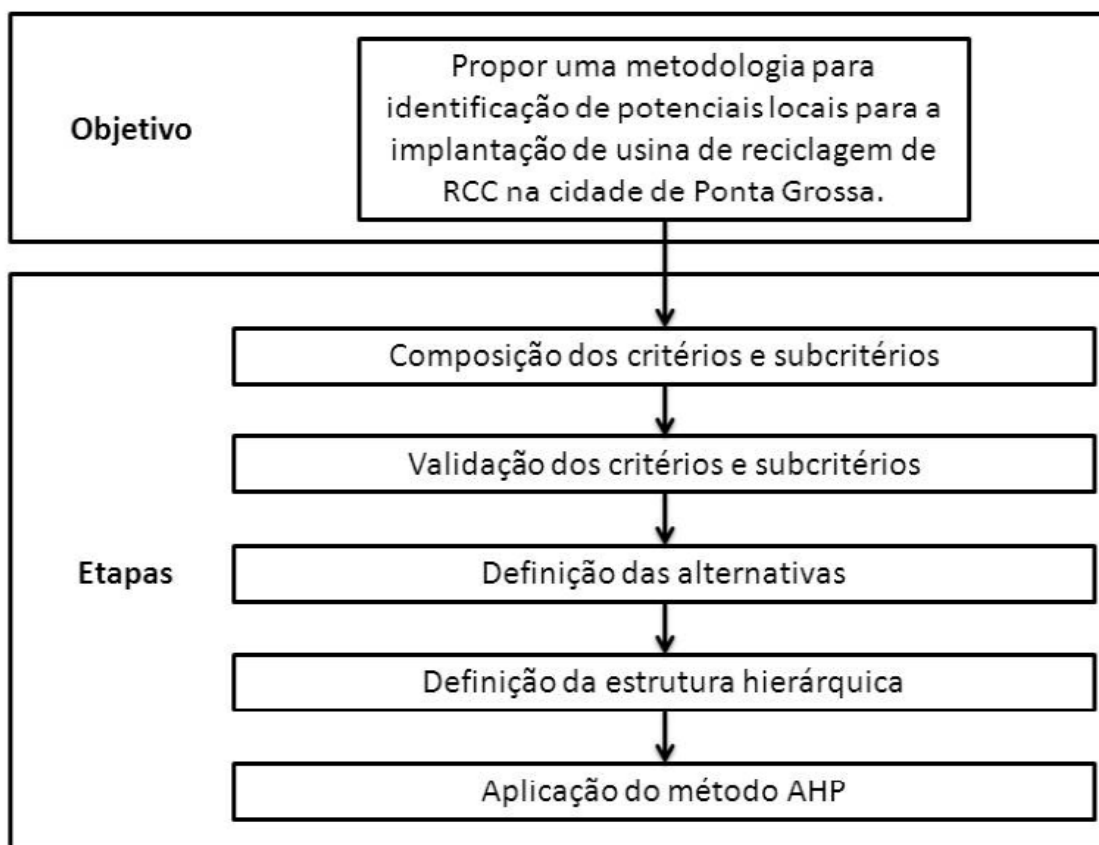 Objetivo
Propor uma metodologia para
identificação de potenciais locais para a
implantação de usina de reciclagem de
RCC na cidade de Ponta Grossa.
Etapas
Composição dos critérios e subcritérios
Validação dos critérios e subcritérios
Definição das alternativas
Definição da estrutura hierárquica
Aplicação do método AHP